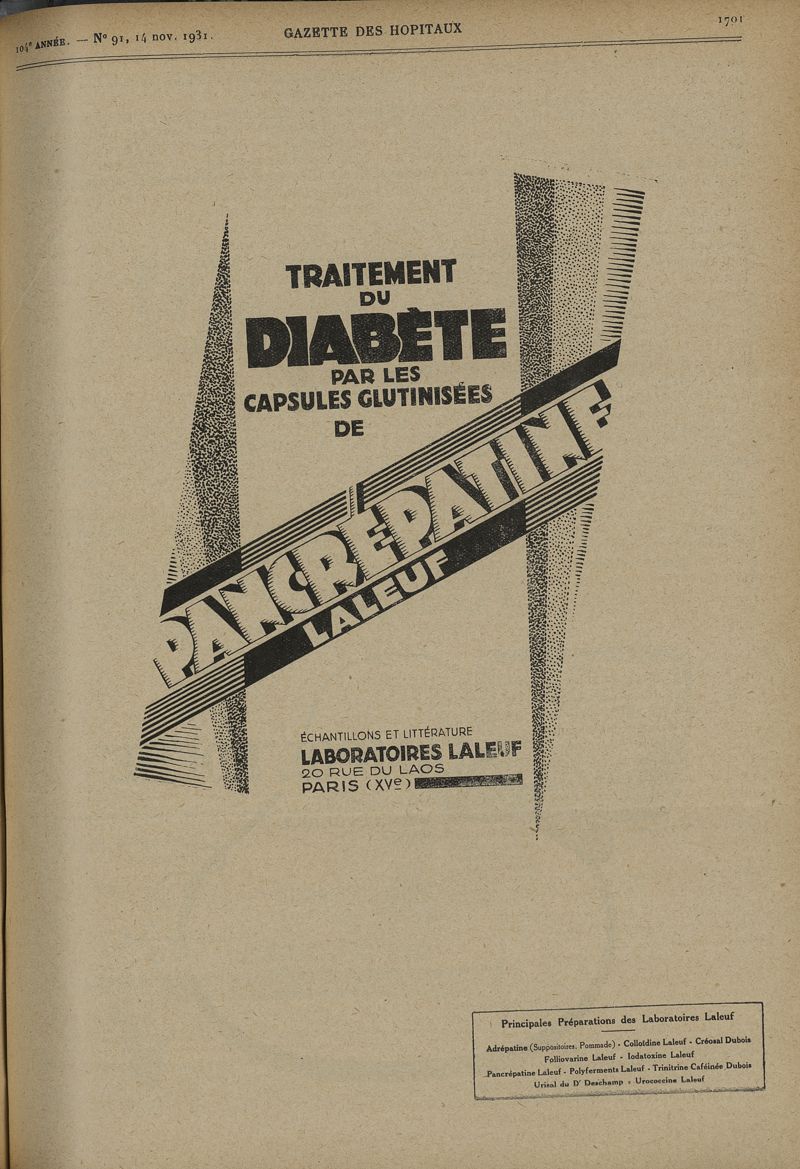 104e ANNÉE. — No 91, 14 nov. 1931.
GAZETTE DES HOPITAUX
1701
TRAITEMENT
DU
DIABÈTE
PAR LES
CAPSULES GLUTINISÉES
DE
PANCRÉPATINE
LALEUF
ÉCHANTILLONS ET LITTÉRATURE
LABORATOIRES LALEUF
20 RUE DU LAOS
PARIS (XVe)
Principales Préparations des Laboratoires Laleuf
Adrépatine (Suppositoires, Pommade) - Colloïdine Laleuf - Créosal Dubois
Folliovarine Laleuf - Iodatoxine Laleuf
Pancrépatine Laleuf - Polyferments Laleuf - Trinitrine Caféinée Dubois
Urisal du Dr Deschamp - Urococcine Laleuf